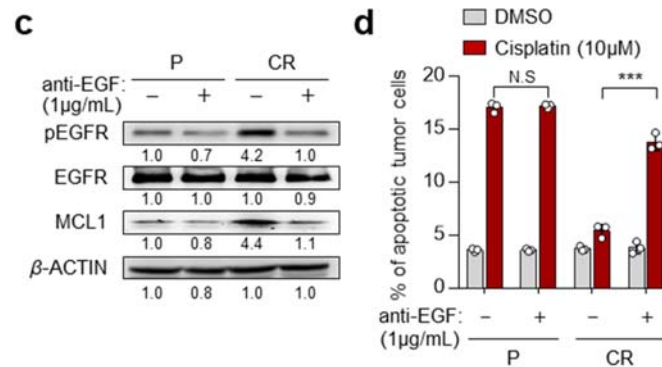 c
P CR
anti-EGF:
(1μg/mL) − + − +
pEGFR
1.0 0.7 4.2 1.0
EGFR
1.0 1.0 1.0 0.9
MCL1
1.0 0.8 4.4 1.1
β-ACTIN
1.0 0.8 1.0 1.0
d
DMSO
Cisplatin (10μM)
% of apoptotic tumor cells
20
15
10
5
0
N.S
***
anti-EGF: − + − +
(1μg/mL)
P CR